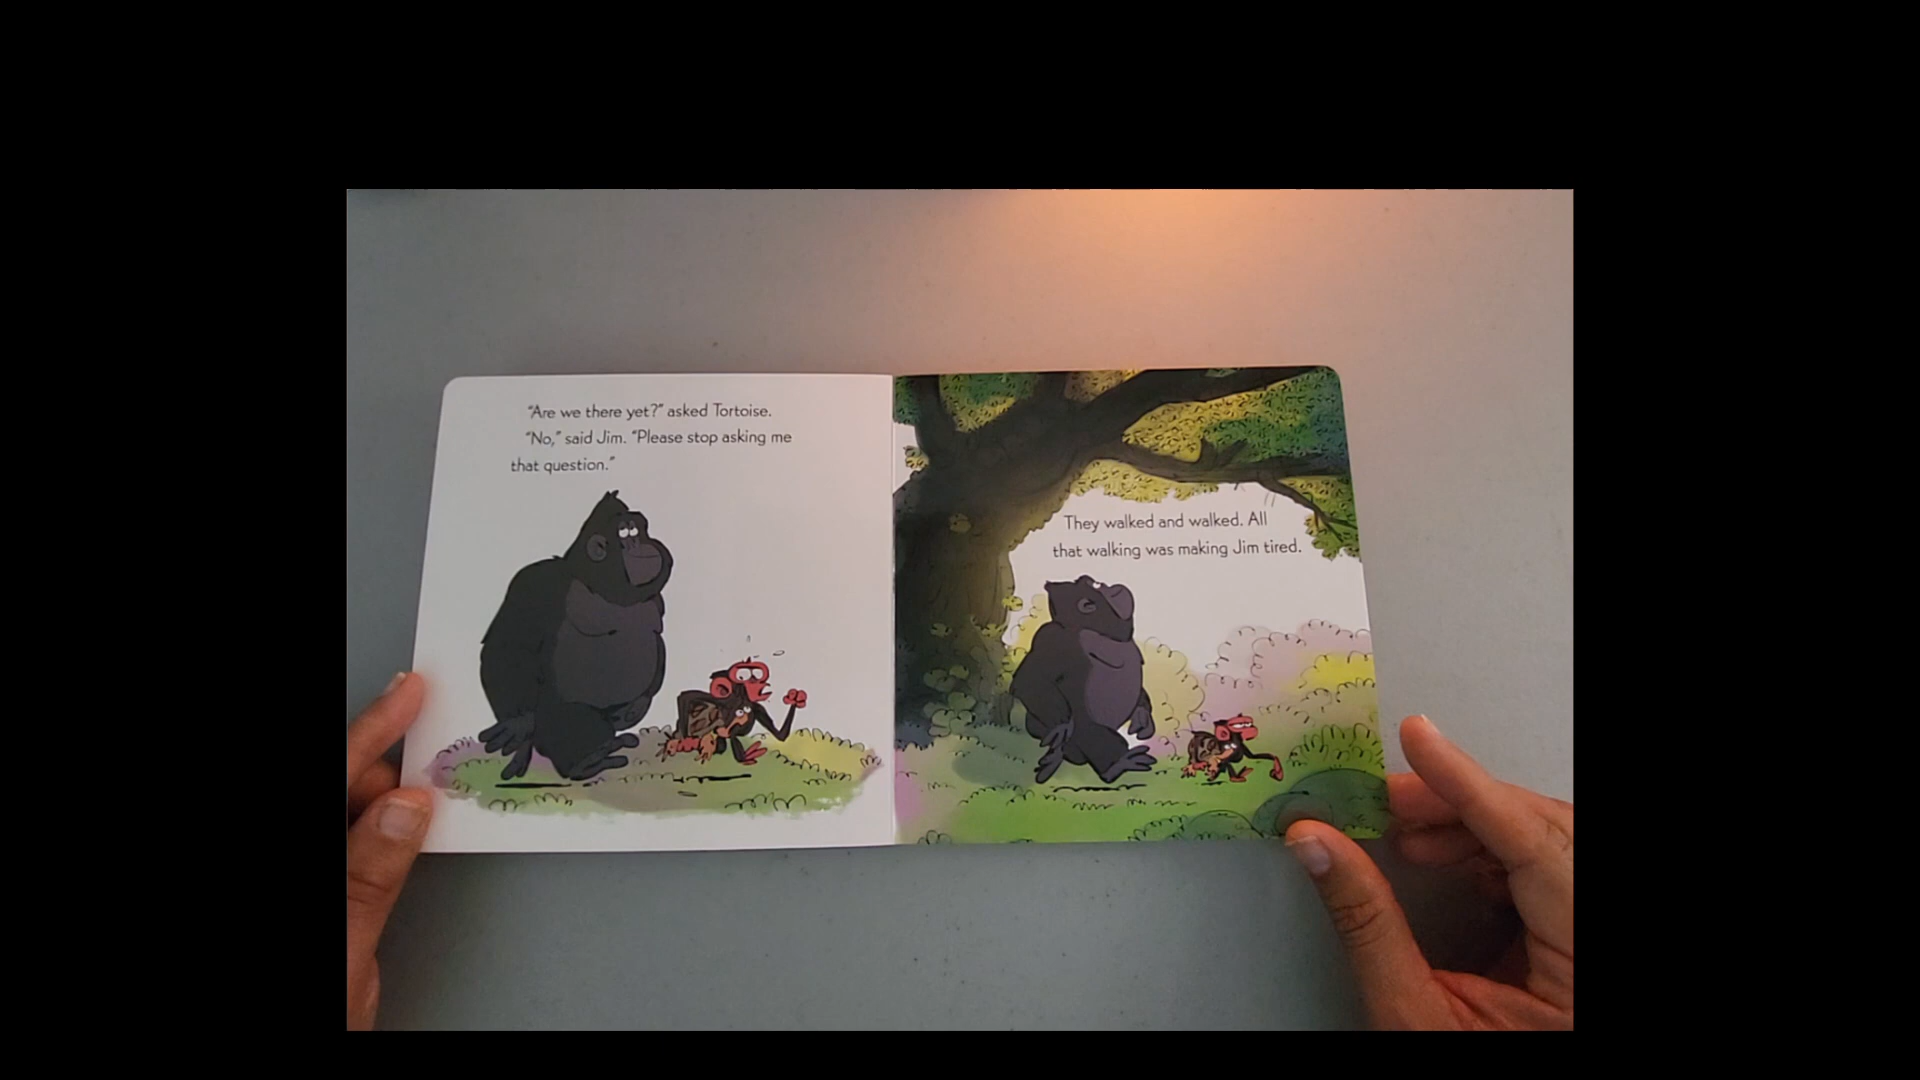 “Are we there yet?” asked Tortoise.
“No,” said Jim. “Please stop asking me
that question.”
They walked and walked. All
that walking was making Jim tired.